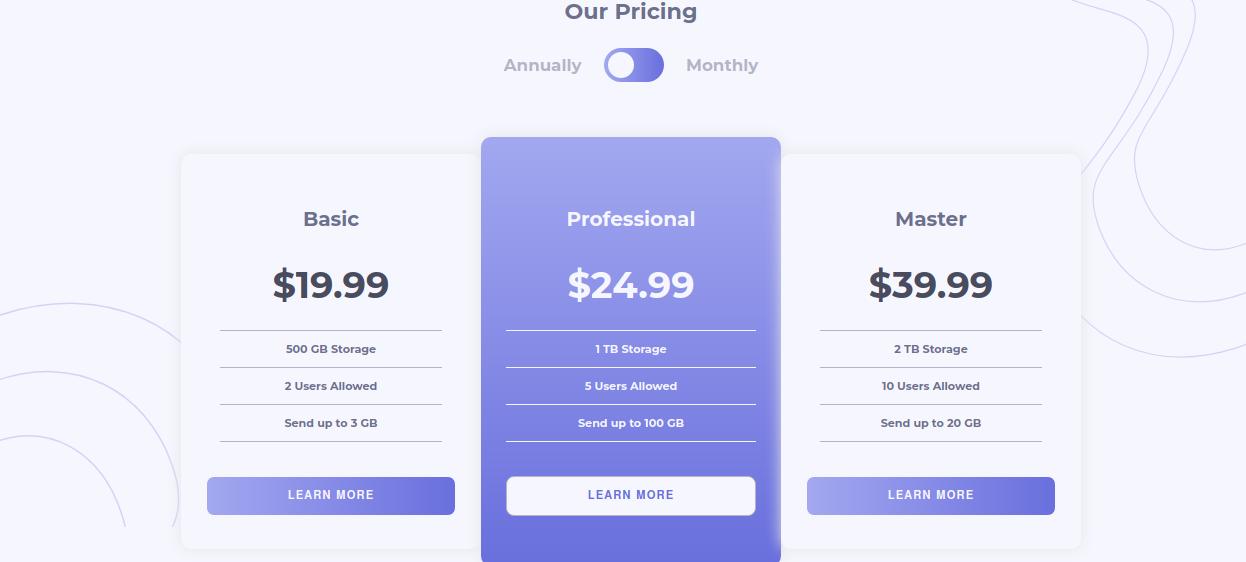 Our Pricing
Annually Monthly
Basic
$19.99
500 GB Storage
2 Users Allowed
Send up to 3 GB
LEARN MORE
Professional
$24.99
1 TB Storage
5 Users Allowed
Send up to 100 GB
LEARN MORE
Master
$39.99
2 TB Storage
10 Users Allowed
Send up to 20 GB
LEARN MORE